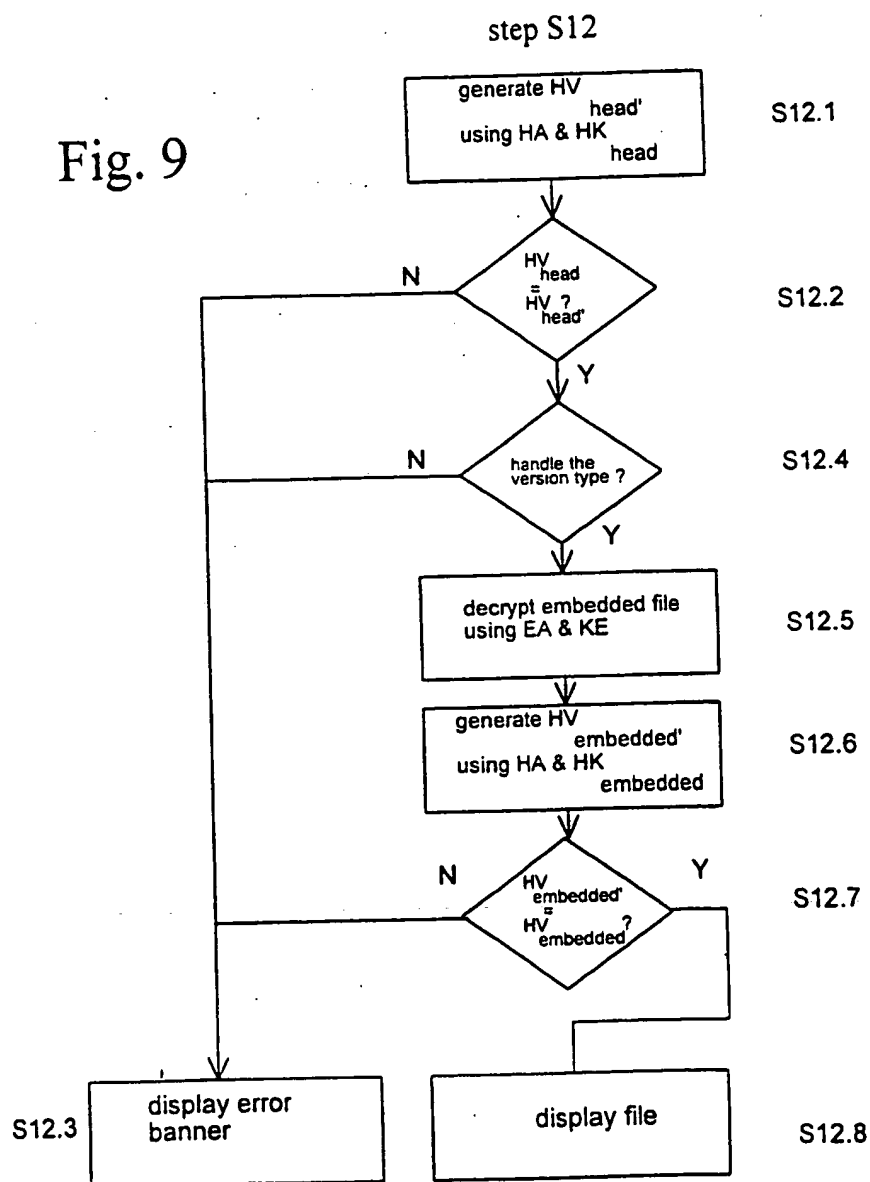 step S12
Fig. 9
generate HV
head'
using HA & HK
head
S12.1
HV
head
=
HV ?
head'
N
S12.2
Y
handle the
version type ?
N
S12.4
Y
decrypt embedded file
using EA & KE
S12.5
generate HV
embedded'
using HA & HK
embedded
S12.6
N
HV
embedded'
=
HV ?
embedded
Y
S12.7
S12.3
display error
banner
display file
S12.8